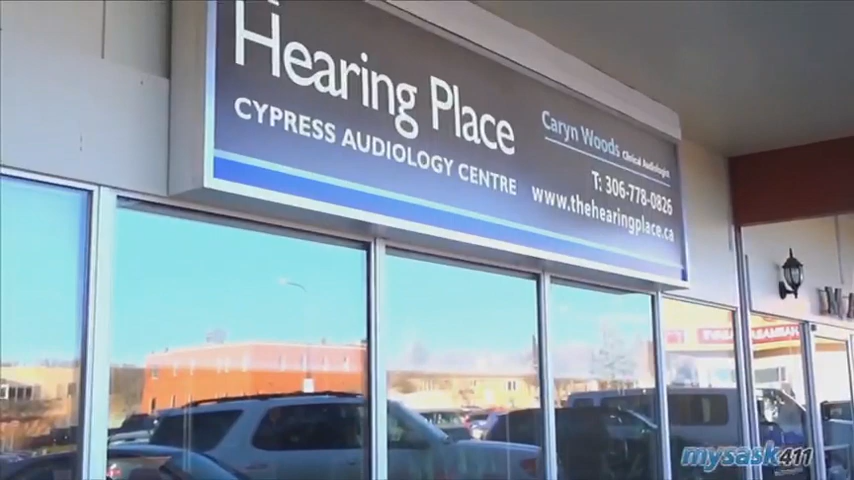 Hearing Place
CYPRESS AUDIOLOGY CENTRE
Caryn Woods Clinical Audiologist
T: 306-778-0826
www.thehearingplace.ca
mysask411